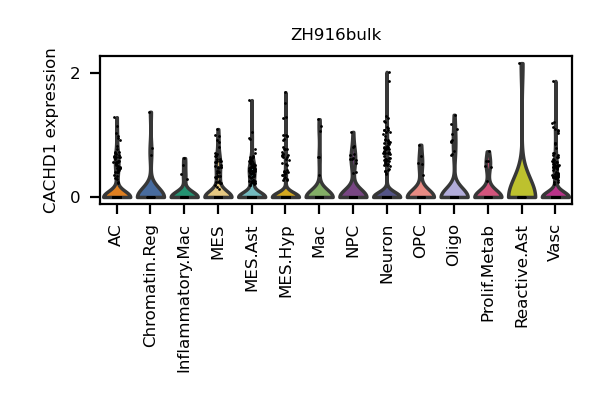 ZH916bulk
CACHD1 expression
2
0
AC
Chromatin.Reg
Inflammatory.Mac
MES
MES.Ast
MES.Hyp
Mac
NPC
Neuron
OPC
Oligo
Prolif.Metab
Reactive.Ast
Vasc